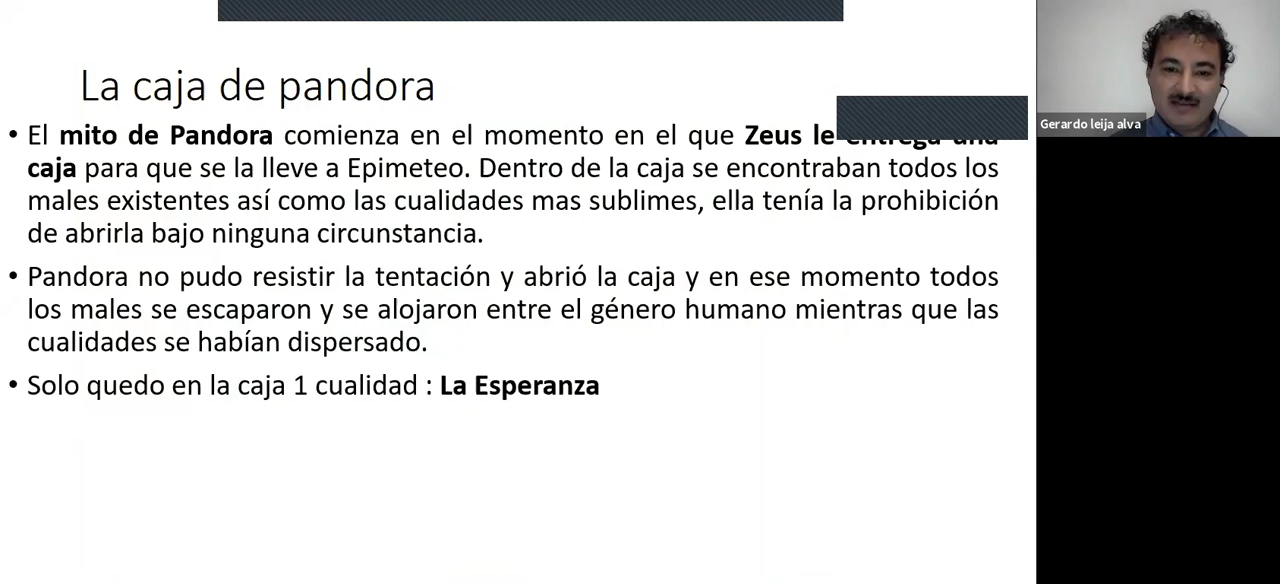 La caja de pandora
• El mito de Pandora comienza en el momento en el que Zeus le entrega una
caja para que se la lleve a Epimeteo. Dentro de la caja se encontraban todos los
males existentes así como las cualidades mas sublimes, ella tenía la prohibición
de abrirla bajo ninguna circunstancia.
• Pandora no pudo resistir la tentación y abrió la caja y en ese momento todos
los males se escaparon y se alojaron entre el género humano mientras que las
cualidades se habían dispersado.
• Solo quedo en la caja 1 cualidad : La Esperanza
Gerardo leija alva